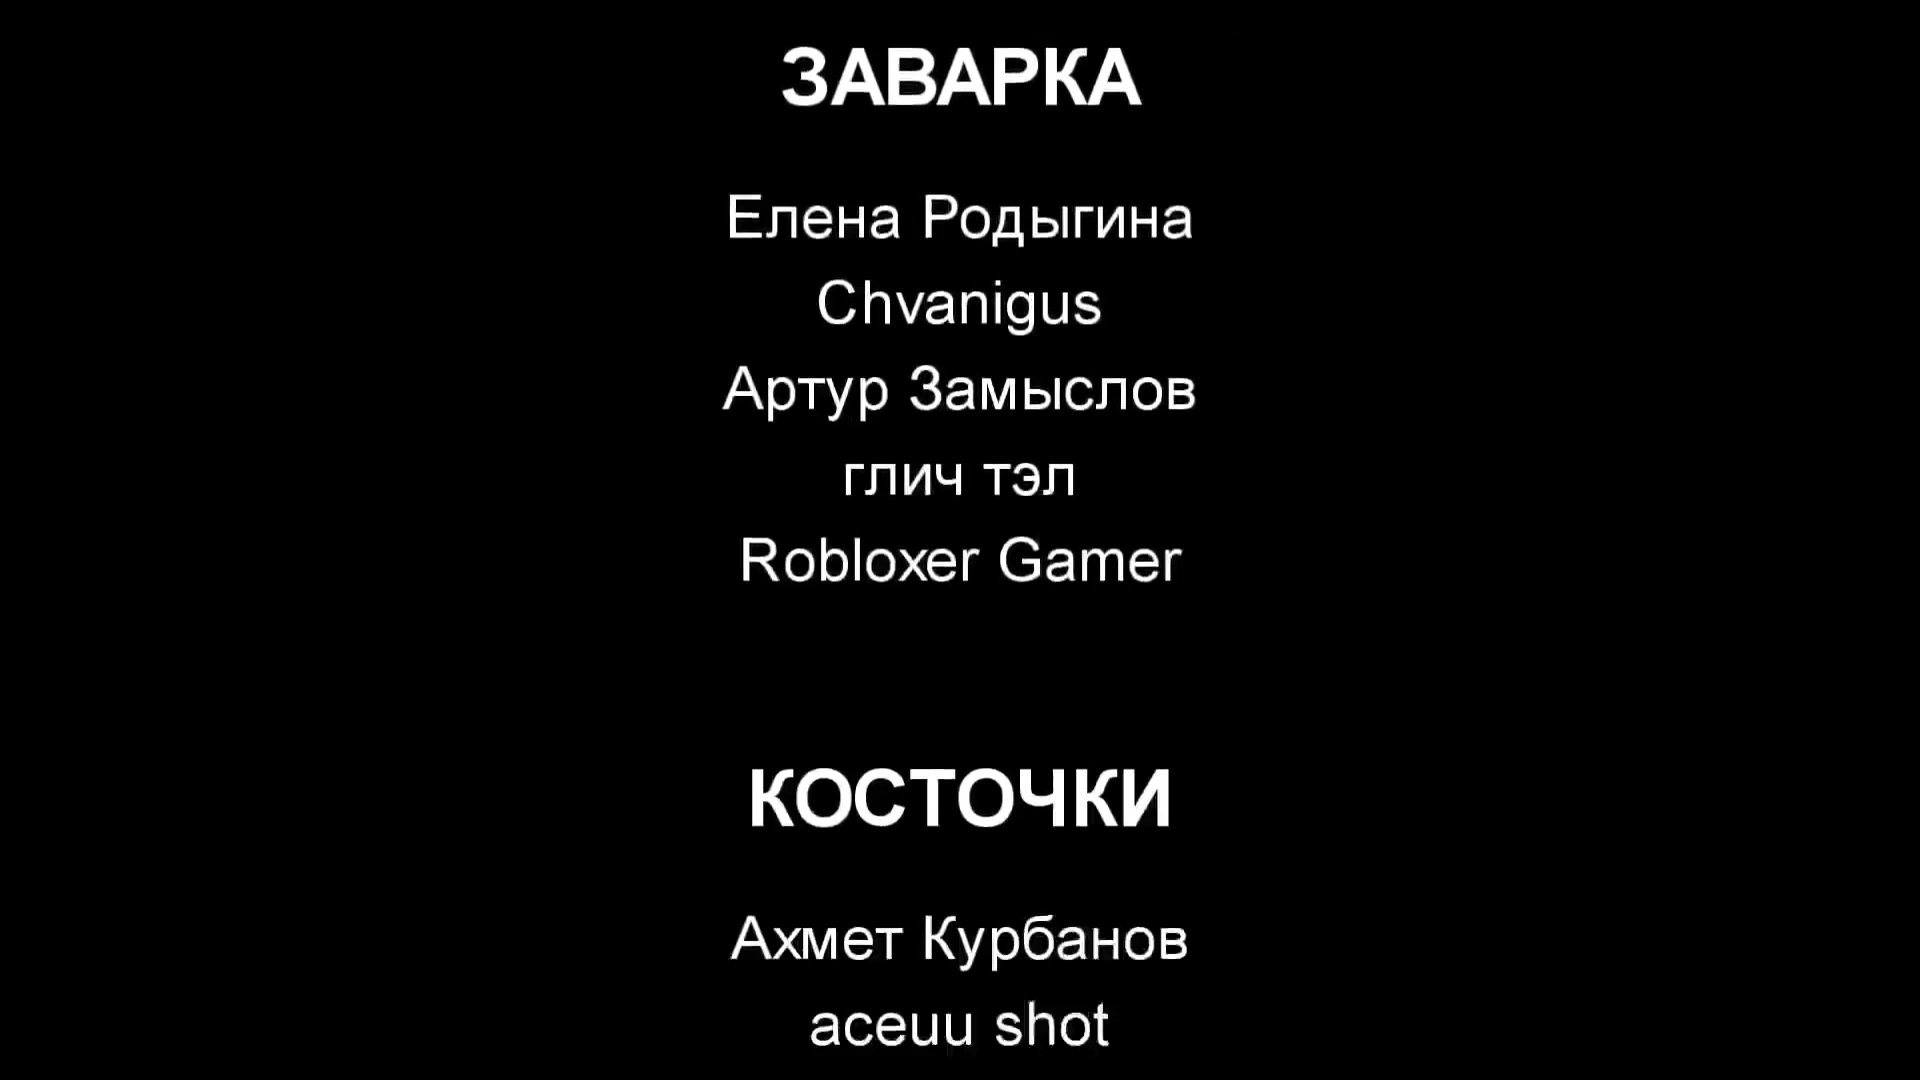 ЗАВАРКА
Елена Родыгина
Chvanigus
Артур Замыслов
глич тэл
Robloxer Gamer
КОСТОЧКИ
Ахмет Курбанов
aceuu shot